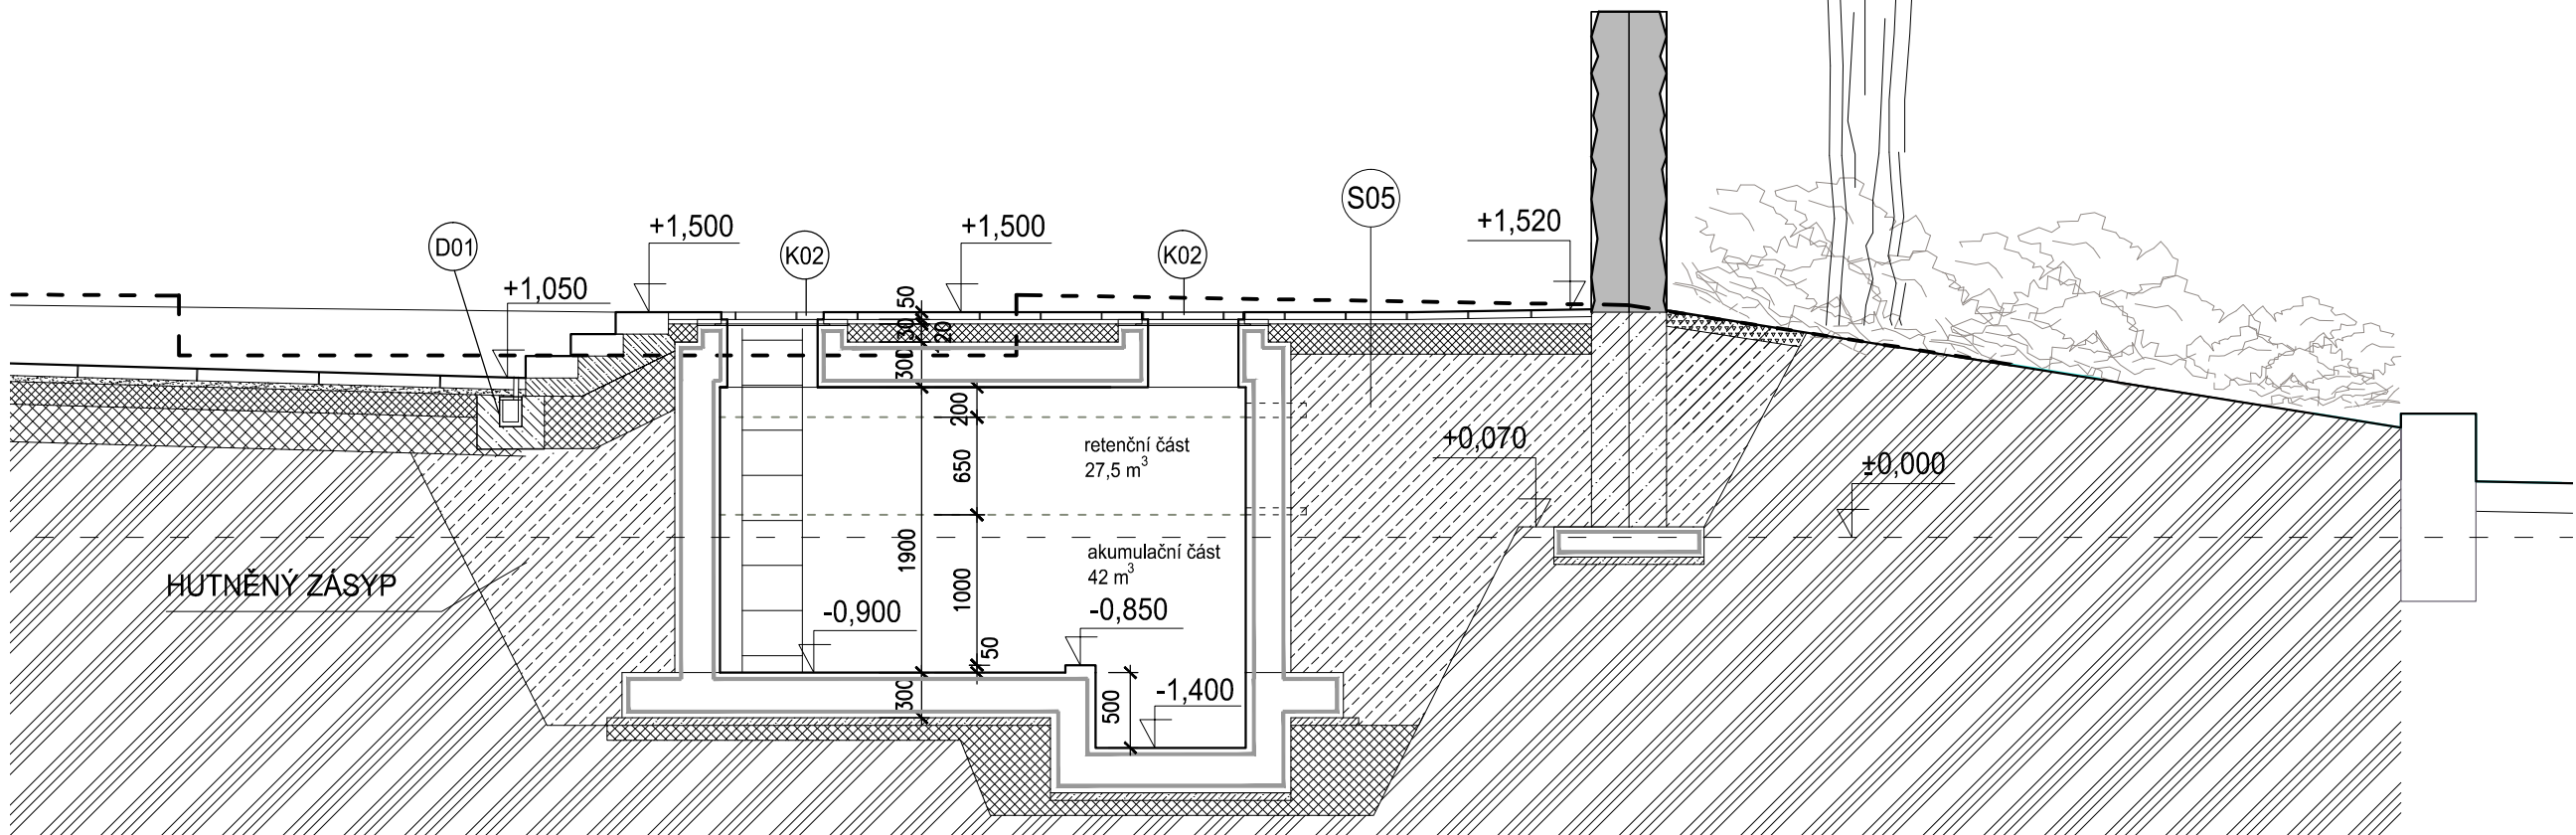 S05
+1,500
+1,500
+1,520
D01
K02
K02
+1,050
50
30
120
300
200
retenční část
27,5 m³
+0,070
±0,000
650
1900
akumulační část
42 m³
HUTNĚNÝ ZÁSYP
1000
-0,900
-0,850
50
300
500
-1,400